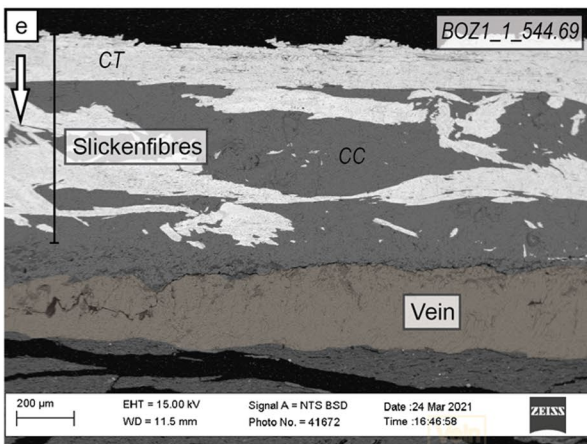 e
BOZ1_1_544.69
CT
Slickenfibres
CC
Vein
200 µm
EHT = 15.00 kV
Signal A = NTS BSD
Date :24 Mar 2021
ZEISS
WD = 11.5 mm
Photo No. = 41672
Time :16:46:58